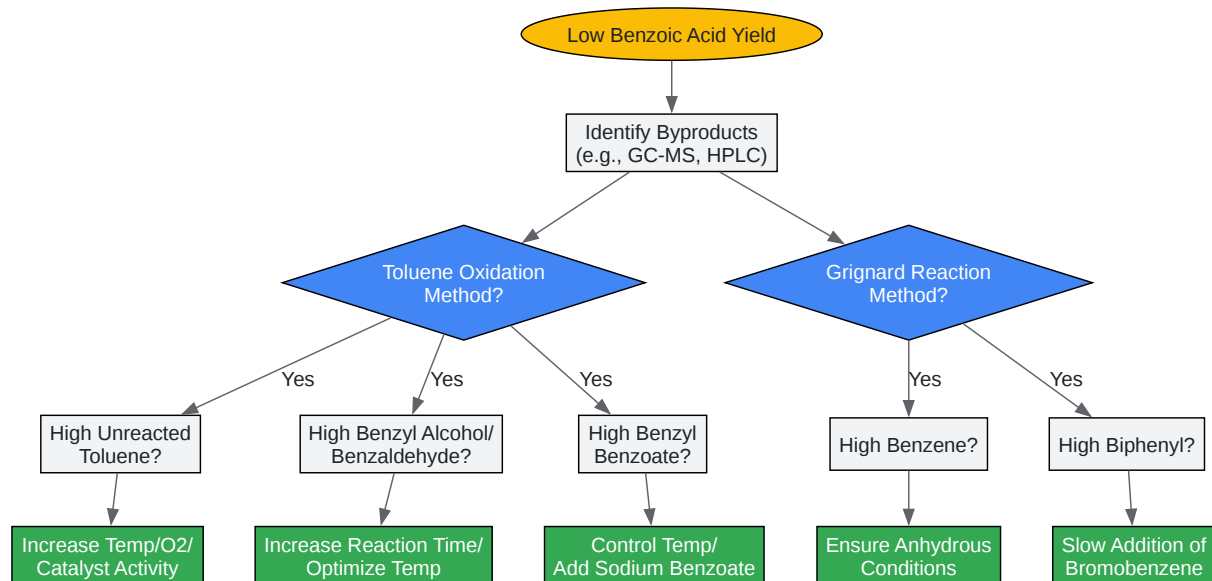 Low Benzoic Acid Yield
Identify Byproducts
(e.g., GC-MS, HPLC)
Toluene Oxidation
Method?
Grignard Reaction
Method?
Yes
Yes
Yes
Yes
Yes
High Unreacted
Toluene?
High Benzyl Alcohol/
Benzaldehyde?
High Benzyl
Benzoate?
High Benzene?
High Biphenyl?
Increase Temp/O2/
Catalyst Activity
Increase Reaction Time/
Optimize Temp
Control Temp/
Add Sodium Benzoate
Ensure Anhydrous
Conditions
Slow Addition of
Bromobenzene